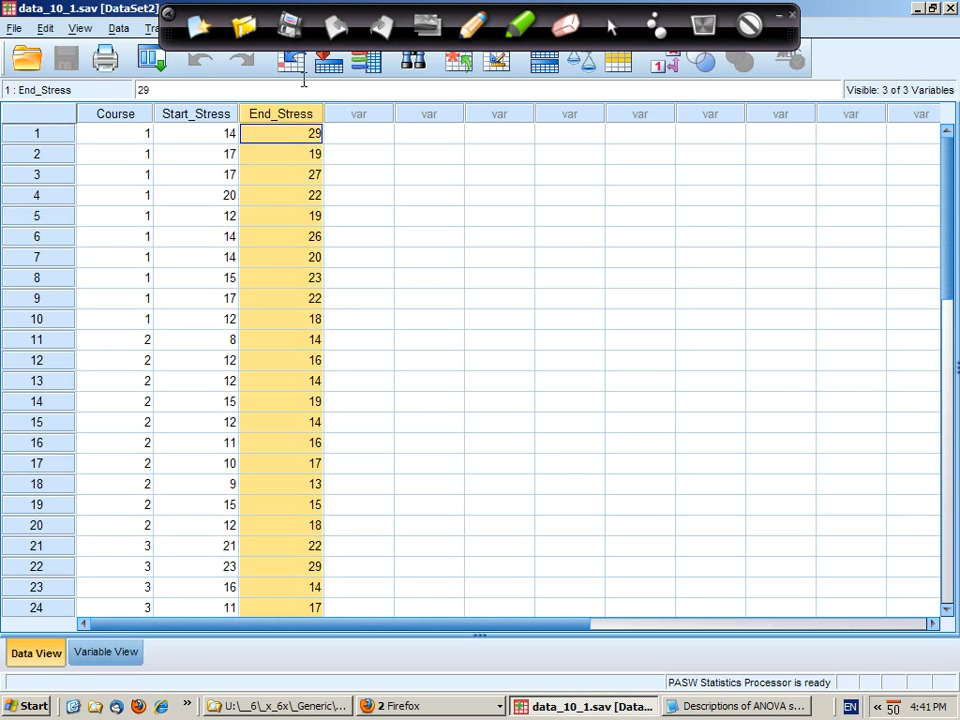 data_10_1.sav [DataSet2]
File Edit View Data Tra
1 : End_Stress 29 Visible: 3 of 3 Variables
Course Start_Stress End_Stress var var var var var var var var var
1 1 14 29
2 1 17 19
3 1 17 27
4 1 20 22
5 1 12 19
6 1 14 26
7 1 14 20
8 1 15 23
9 1 17 22
10 1 12 18
11 2 8 14
12 2 12 16
13 2 12 14
14 2 15 19
15 2 12 14
16 2 11 16
17 2 10 17
18 2 9 13
19 2 15 15
20 2 12 18
21 3 21 22
22 3 23 29
23 3 16 14
24 3 11 17
Data View Variable View
PASW Statistics Processor is ready
Start » U:\__6\_x_6x\_Generic\... 2 Firefox data_10_1.sav [Data... Descriptions of ANOVA s... EN « 50 4:41 PM